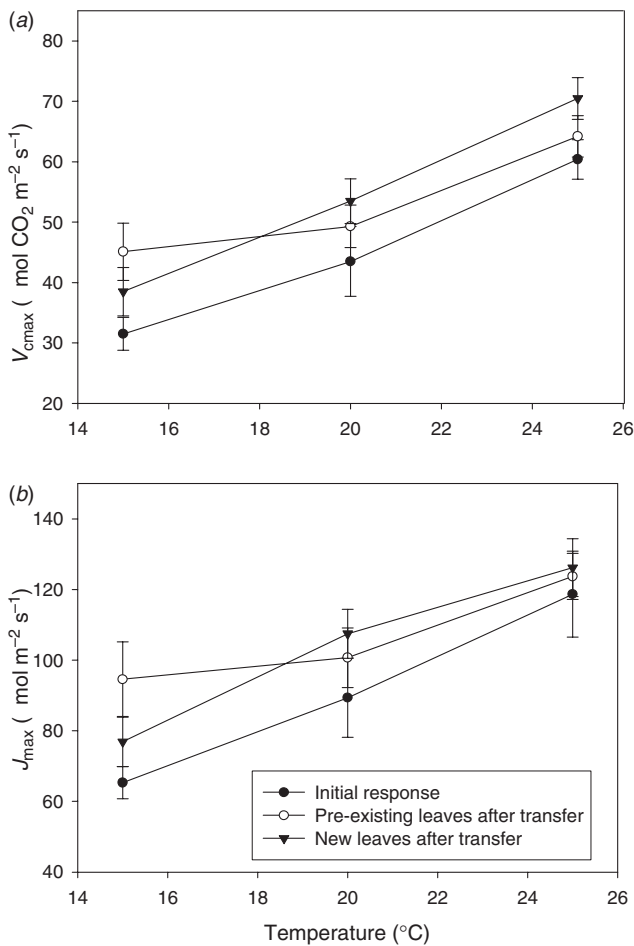 (a)
80
70
60
50
40
30
20
V_cmax ( mol CO₂ m⁻² s⁻¹)
14 16 18 20 22 24 26
(b)
140
120
100
80
60
40
J_max ( mol m⁻² s⁻¹)
Initial response
Pre-existing leaves after transfer
New leaves after transfer
14 16 18 20 22 24 26
Temperature (°C)